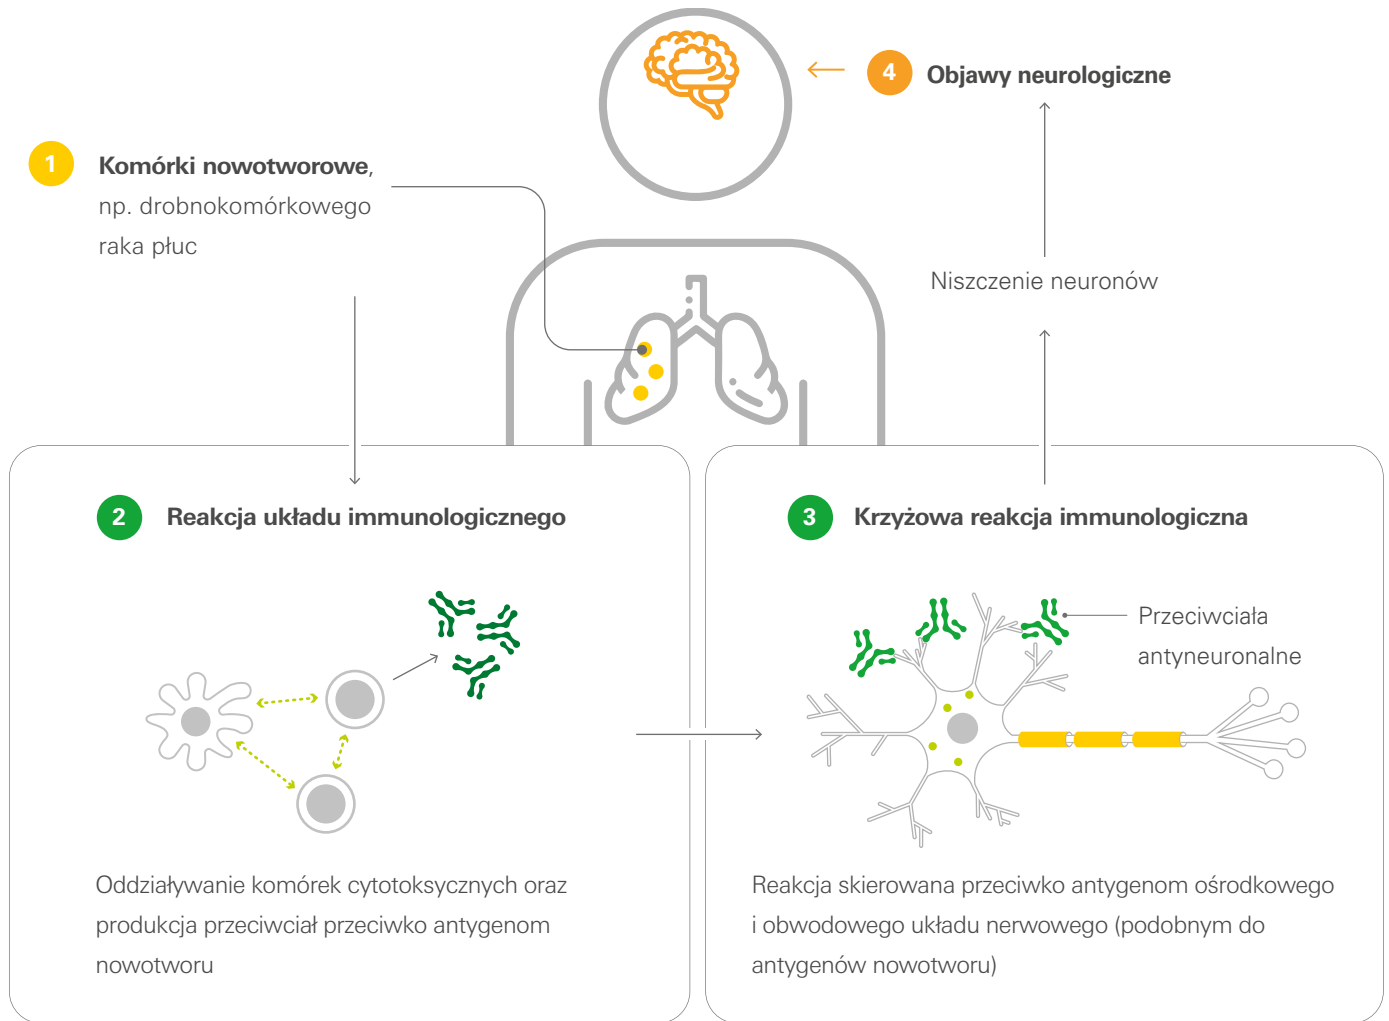 1
Komórki nowotworowe,
np. drobnokomórkowego
raka płuc
2
Reakcja układu immunologicznego
Oddziaływanie komórek cytotoksycznych oraz
produkcja przeciwciał przeciwko antygenom
nowotworu
3
Krzyżowa reakcja immunologiczna
Przeciwciała
antyneuronalne
Reakcja skierowana przeciwko antygenom ośrodkowego
i obwodowego układu nerwowego (podobnym do
antygenów nowotworu)
Niszczenie neuronów
4
Objawy neurologiczne